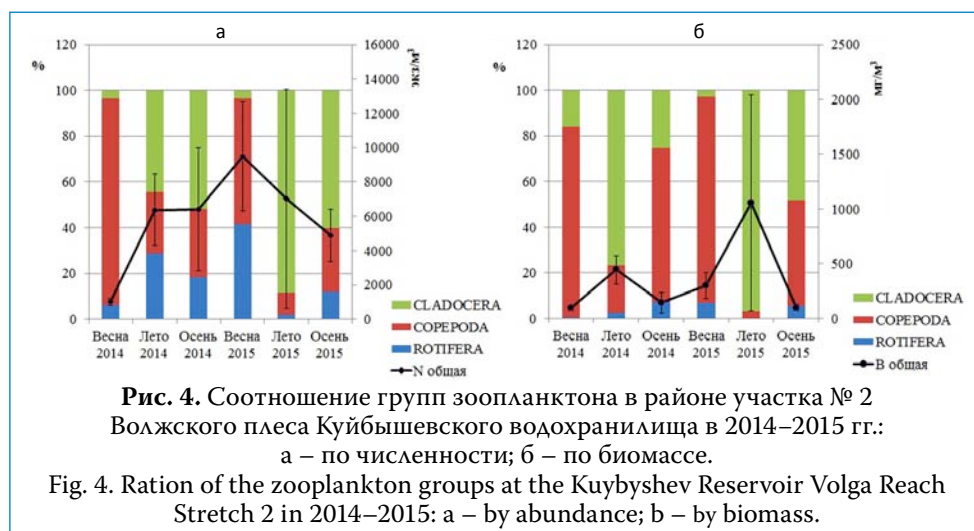 а
120
100
80
60
40
20
0
%
16000
14000
12000
10000
8000
6000
4000
2000
0
экз/м³
Весна 2014
Лето 2014
Осень 2014
Весна 2015
Лето 2015
Осень 2015
CLADOCERA
COPEPODA
ROTIFERA
N общая
б
120
100
80
60
40
20
0
%
2500
2000
1500
1000
500
0
мг/м³
Весна 2014
Лето 2014
Осень 2014
Весна 2015
Лето 2015
Осень 2015
CLADOCERA
COPEPODA
ROTIFERA
B общая
Рис. 4. Соотношение групп зоопланктона в районе участка № 2
Волжского плеса Куйбышевского водохранилища в 2014–2015 гг.:
а – по численности; б – по биомассе.
Fig. 4. Ration of the zooplankton groups at the Kuybyshev Reservoir Volga Reach
Stretch 2 in 2014–2015: a – by abundance; b – by biomass.